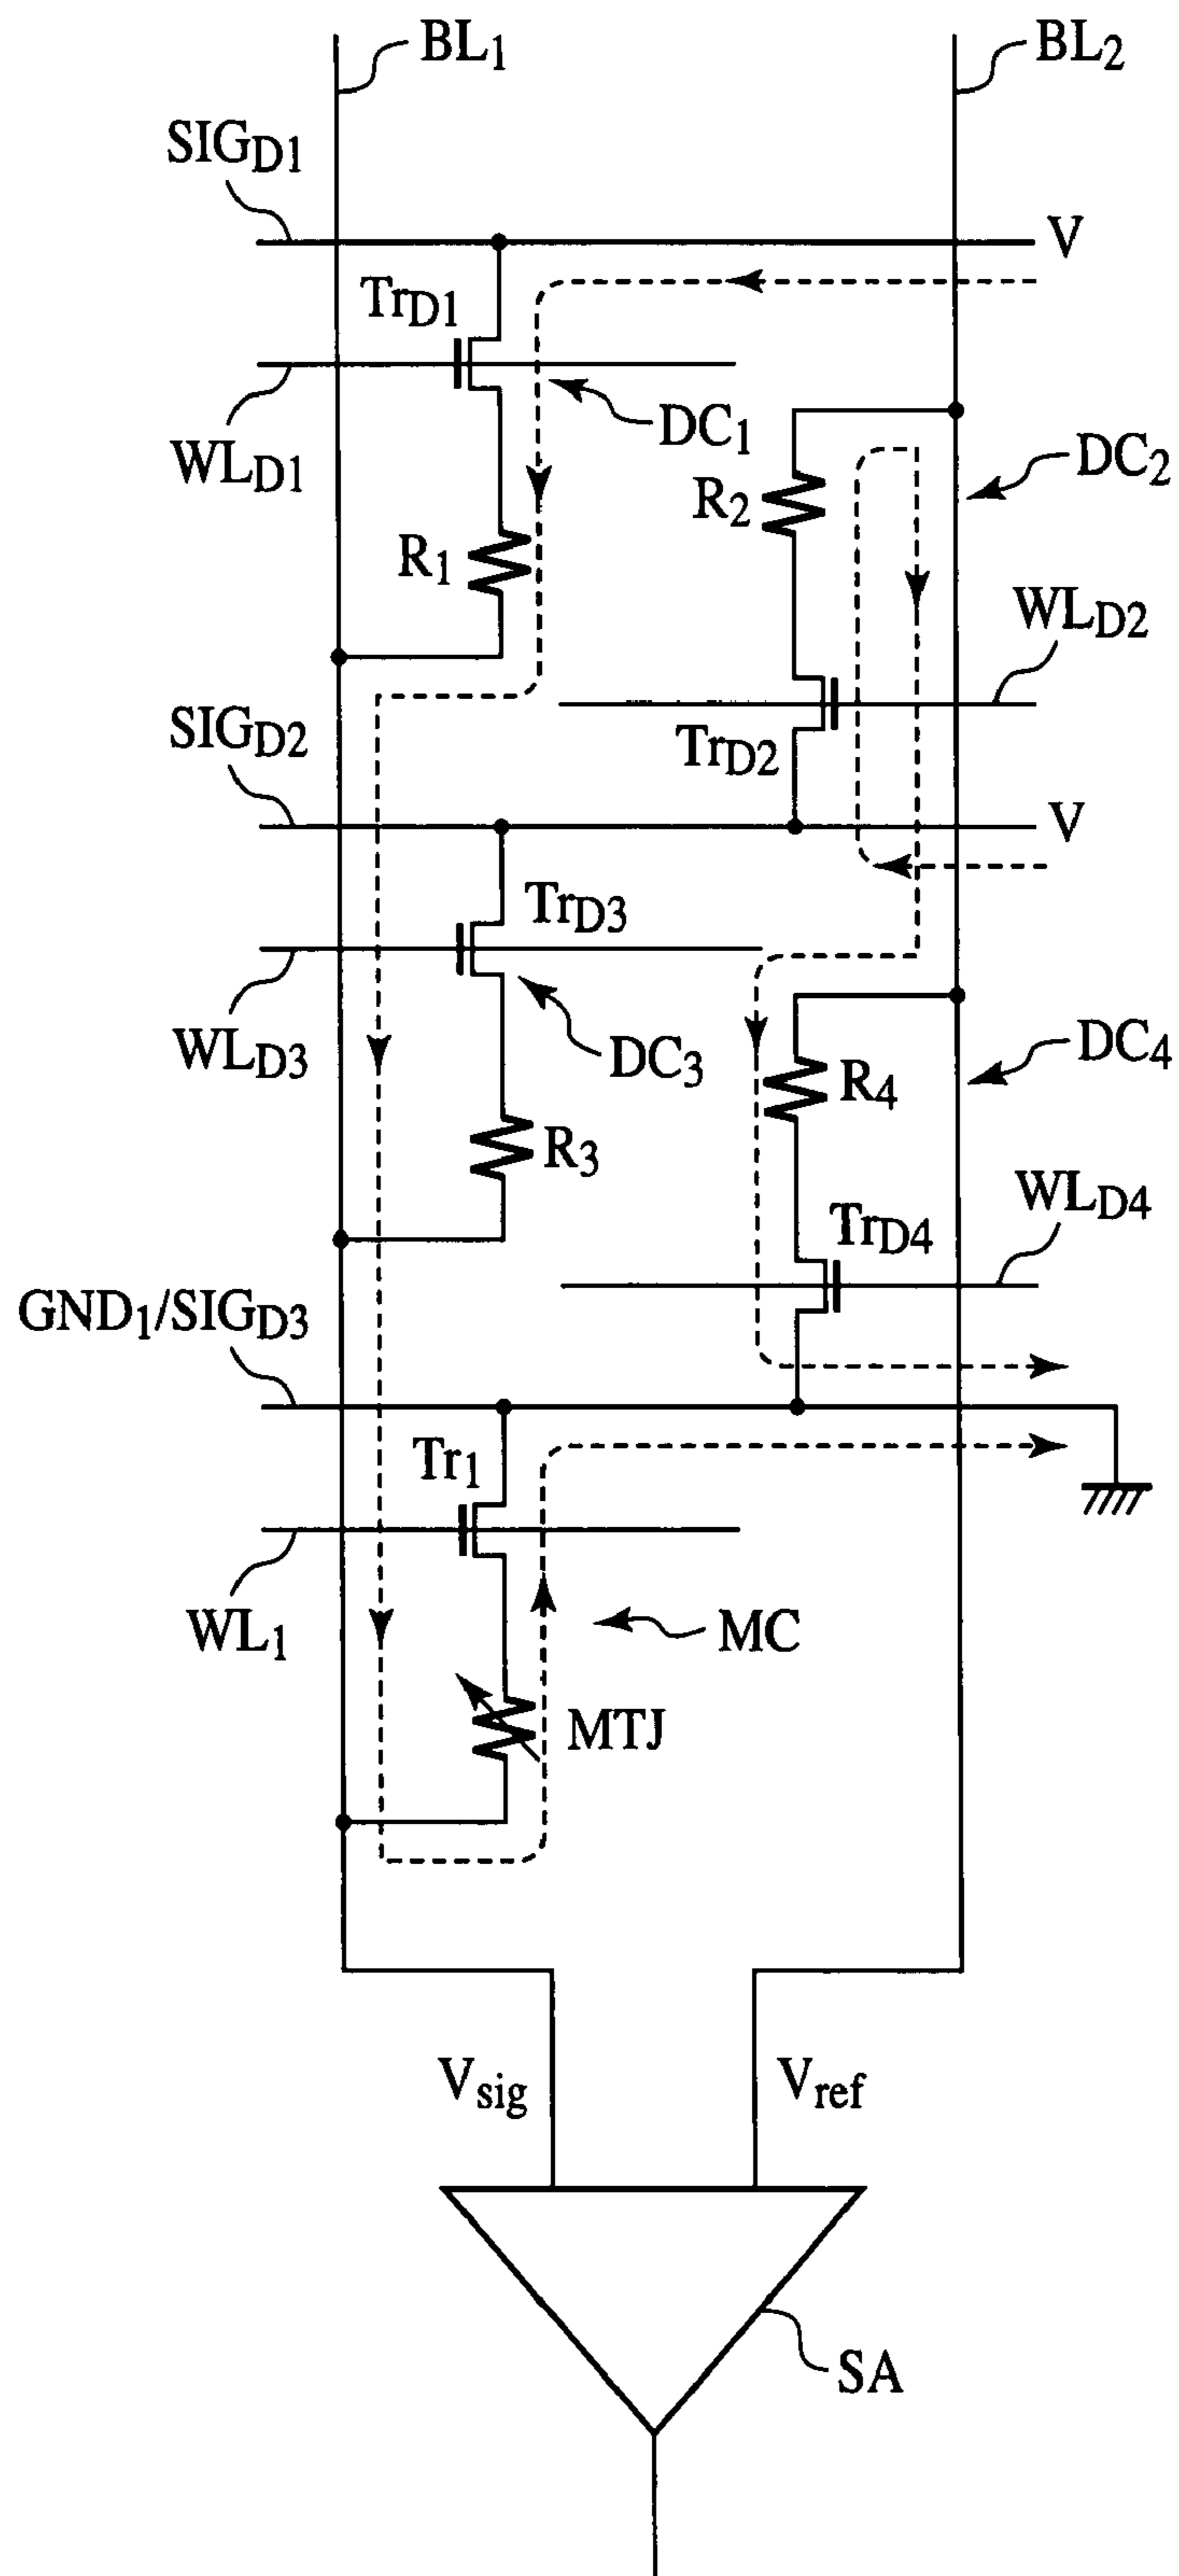 BL1
BL2
SIGD1
V
TrD1
DC1
WLD1
DC2
R2
R1
WLD2
SIGD2
TrD2
V
TrD3
WLD3
DC3
DC4
R4
R3
WLD4
TrD4
GND1/SIGD3
Tr1
WL1
MC
MTJ
Vsig
Vref
SA